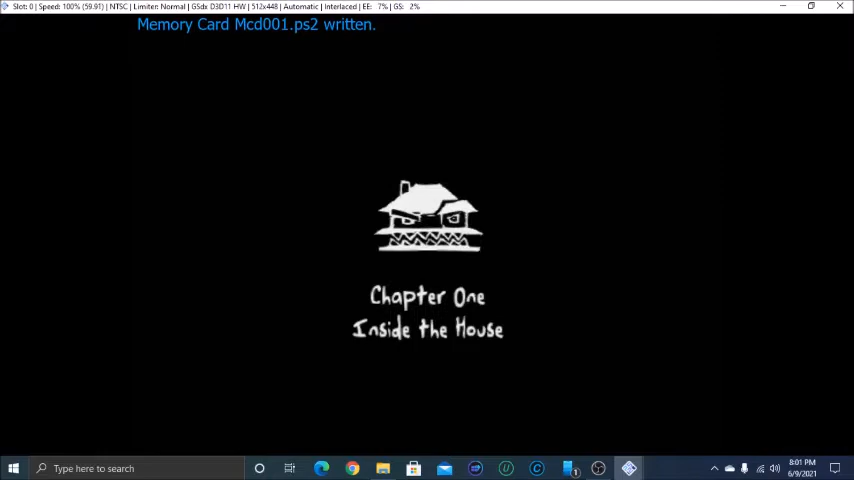 Slot: 0 | Speed: 100% (59.91) | NTSC | Limiter: Normal | GSdx D3D11 HW | 512x448 | Automatic | Interlaced | EE: 7% | GS: 2%
Memory Card Mcd001.ps2 written.
Chapter One
Inside the House
Type here to search
1
8:01 PM
6/9/2021